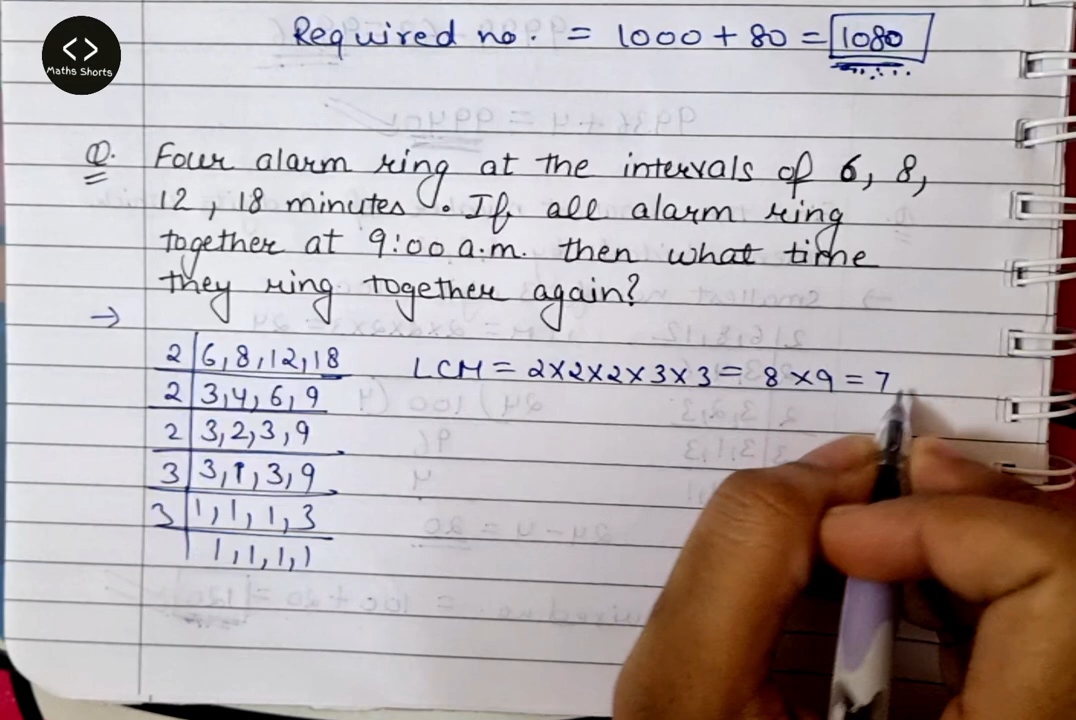 <>
Maths Shorts
Required no. = 1000 + 80 = 1080
Q. Four alarm ring at the intervals of 6, 8,
12, 18 minutes. If all alarm ring
together at 9:00 a.m. then what time
they ring together again?
→
2 | 6, 8, 12, 18
2 | 3, 4, 6, 9
2 | 3, 2, 3, 9
3 | 3, 1, 3, 9
3 | 1, 1, 1, 3
| 1, 1, 1, 1
LCM = 2×2×2×3×3 = 8×9 = 7